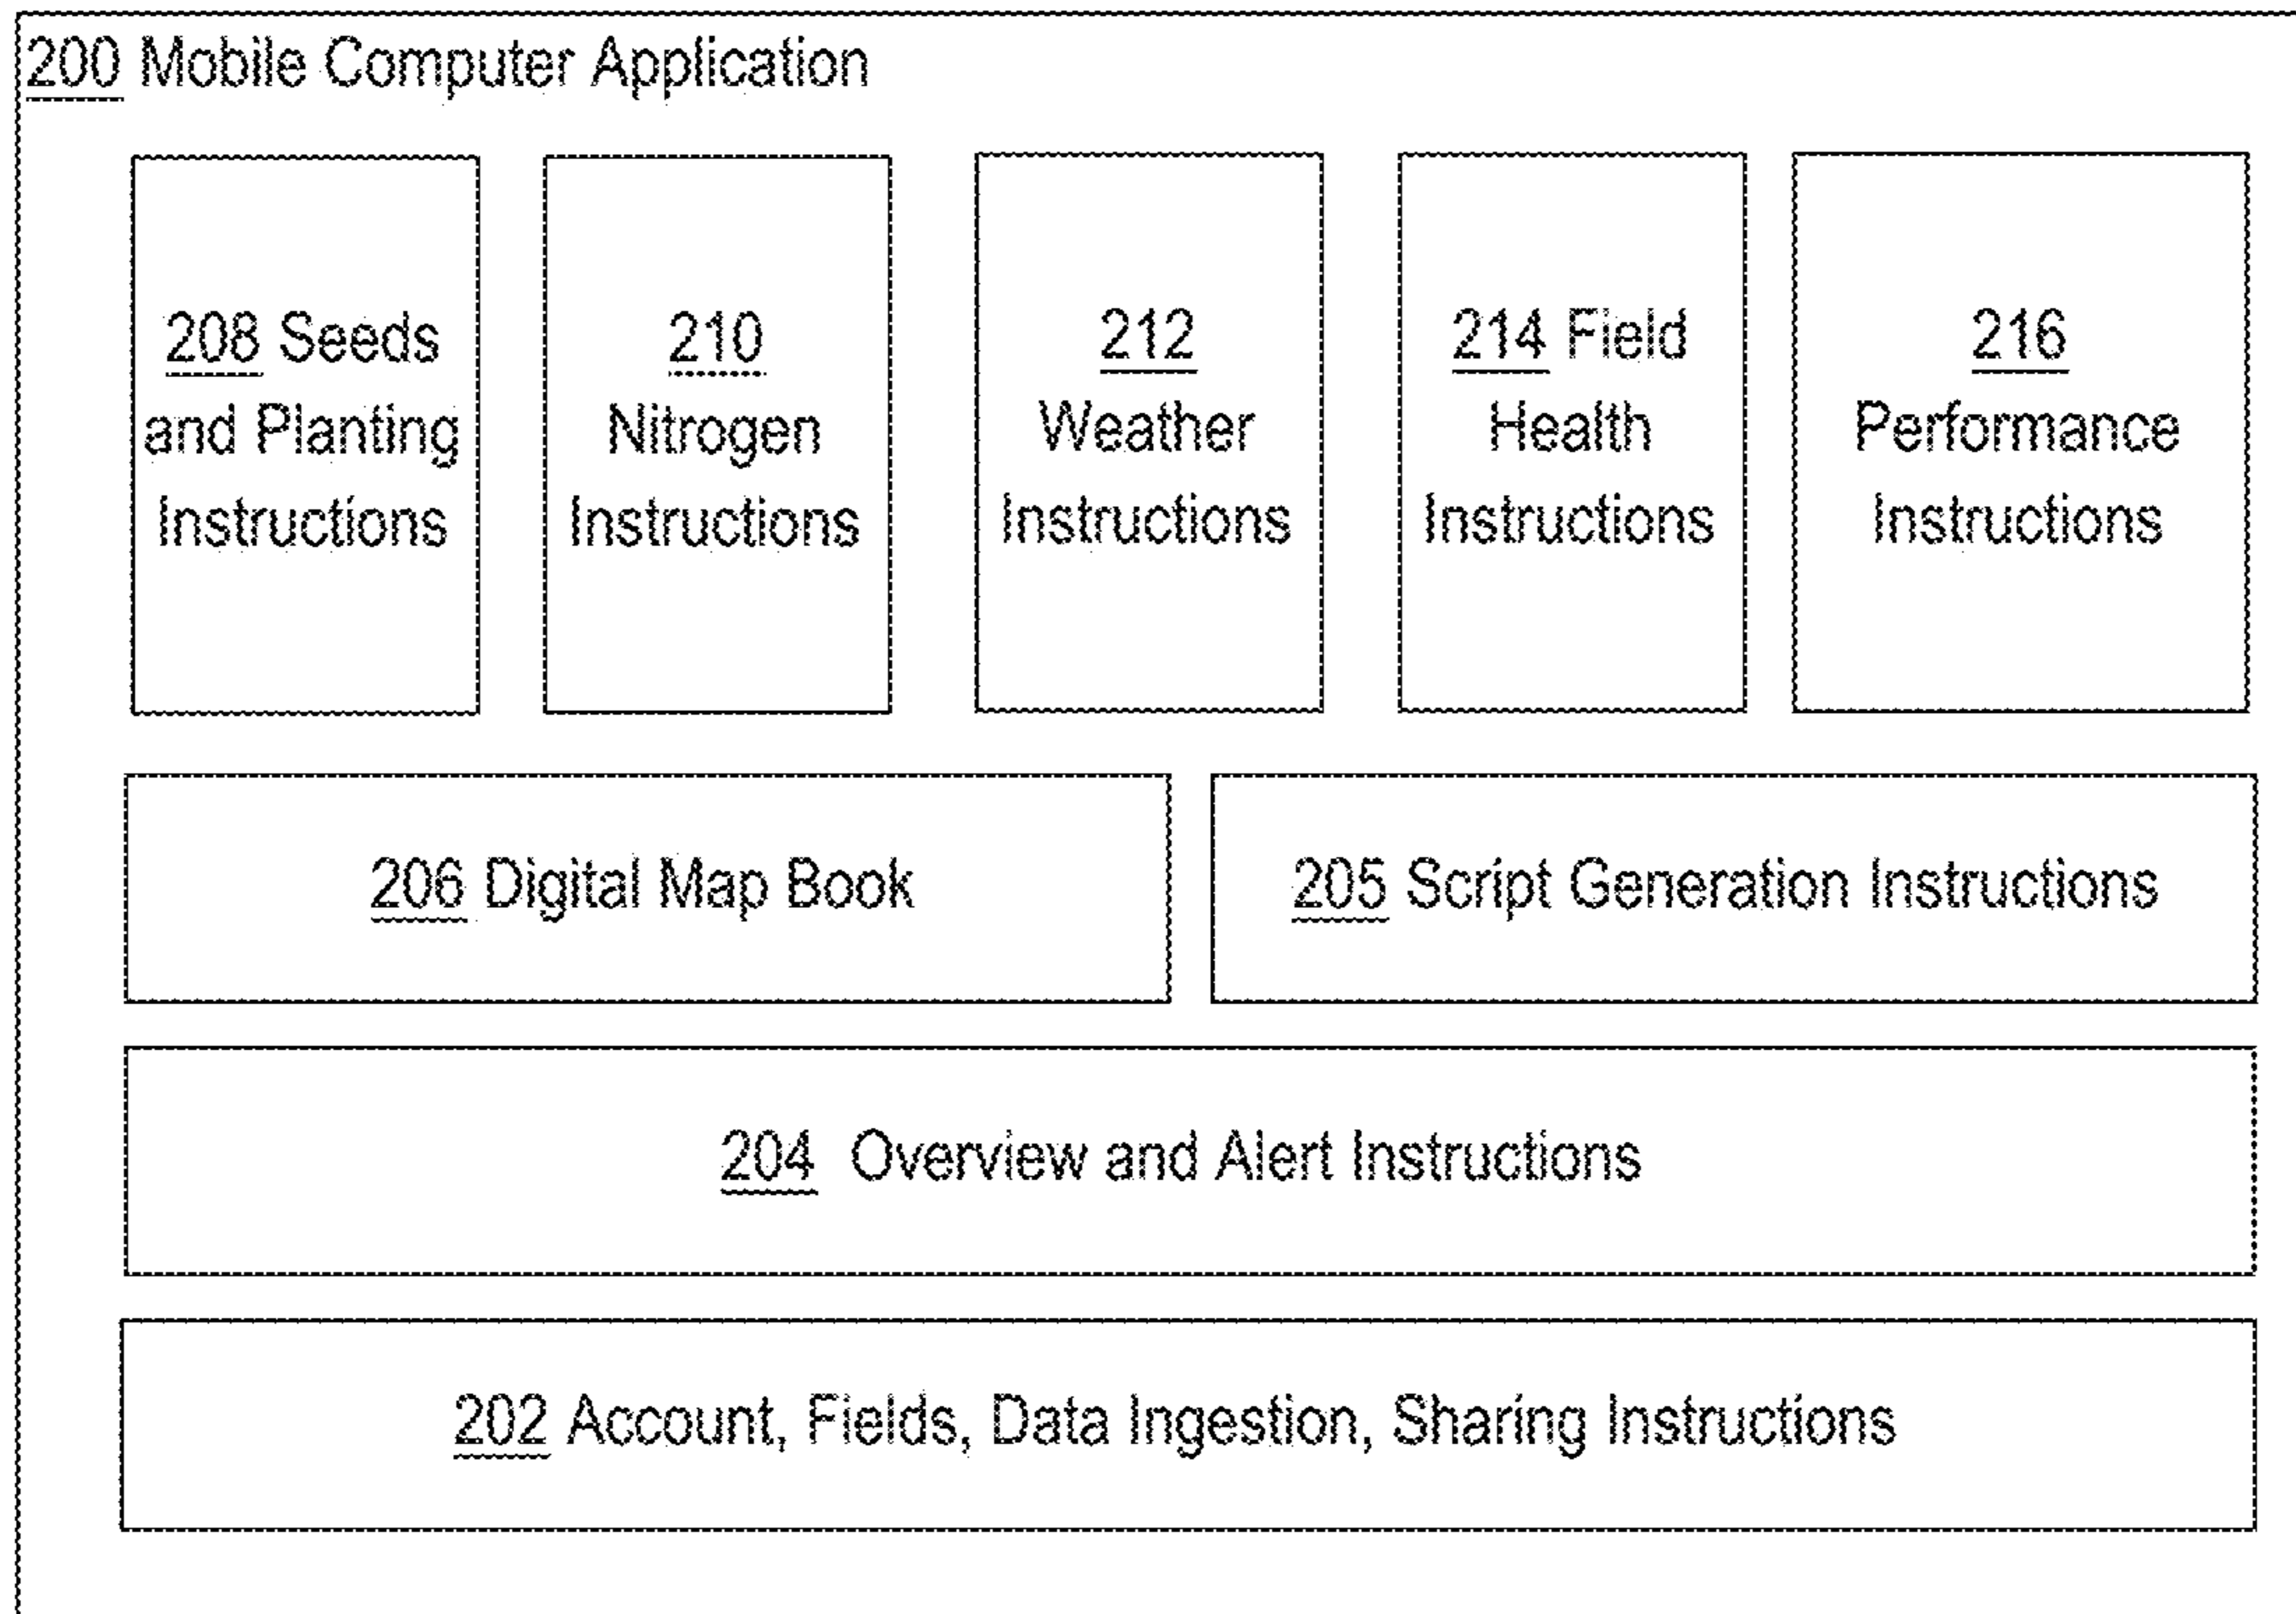 200 Mobile Computer Application
208 Seeds
and Planting
Instructions
210
Nitrogen
Instructions
212
Weather
Instructions
214 Field
Health
Instructions
216
Performance
Instructions
206 Digital Map Book
205 Script Generation Instructions
204 Overview and Alert Instructions
202 Account, Fields, Data Ingestion, Sharing Instructions